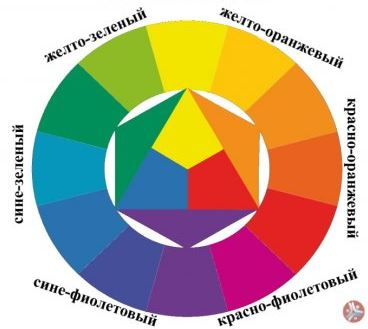 желто-зеленый
желто-оранжевый
сине-зеленый
красно-оранжевый
сине-фиолетовый
красно-фиолетовый